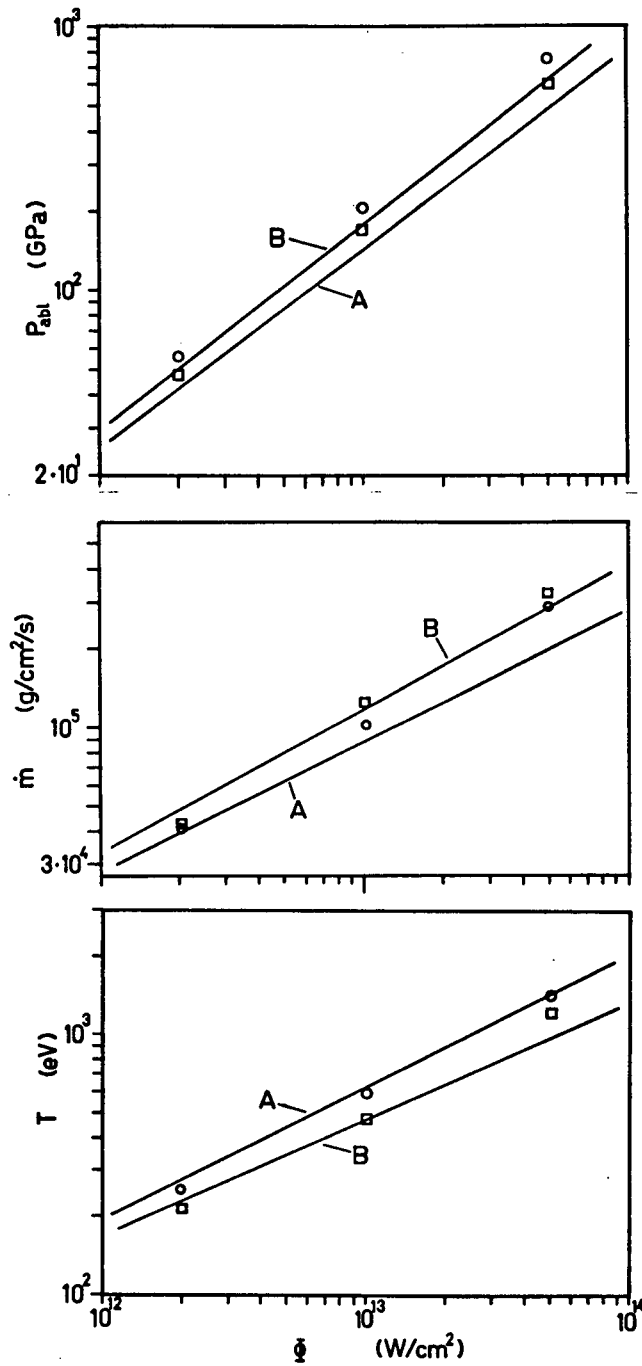 10³
P_abl (GPa)
B
A
10²
2·10¹
ṁ (g/cm²/s)
B
10⁵
A
3·10⁴
T (eV)
10³
A
B
10²
10¹² 10¹³ 10¹⁴
Φ (W/cm²)